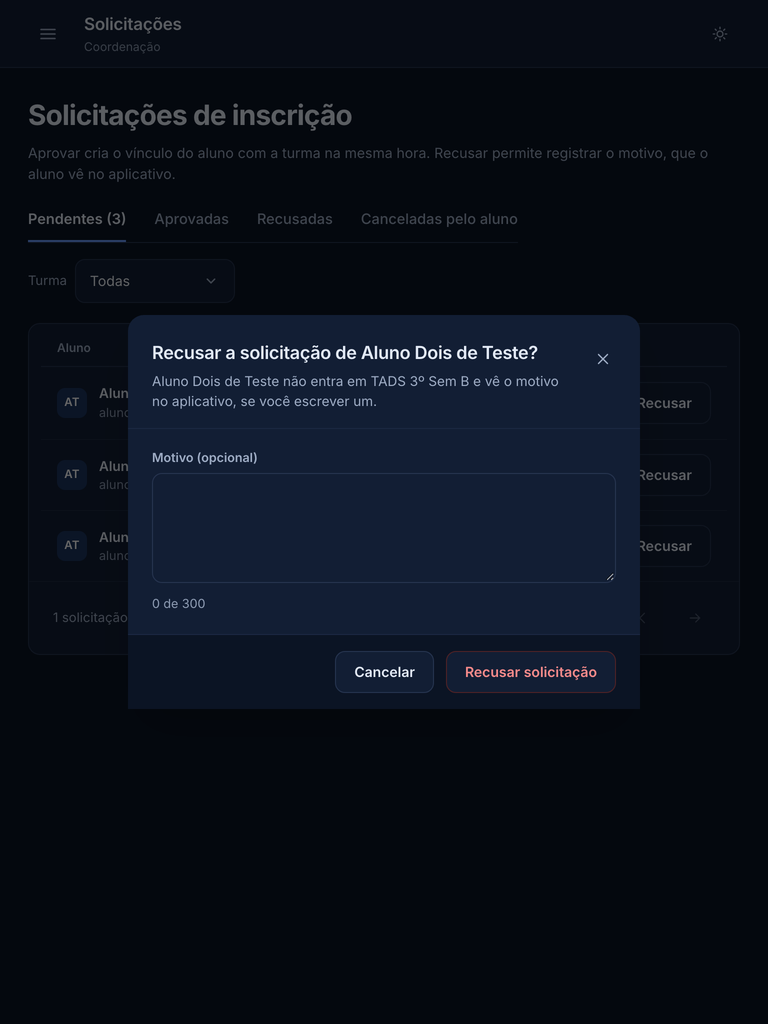 Solicitações
Coordenação
Solicitações de inscrição
Aprovar cria o vínculo do aluno com a turma na mesma hora. Recusar permite registrar o motivo, que o
aluno vê no aplicativo.
Pendentes (3) Aprovadas Recusadas Canceladas pelo aluno
Turma Todas
Aluno
Recusar a solicitação de Aluno Dois de Teste?
Aluno Dois de Teste não entra em TADS 3º Sem B e vê o motivo
no aplicativo, se você escrever um.
AT Recusar
Motivo (opcional)
AT Recusar
AT Recusar
0 de 300
1 solicitação
Cancelar Recusar solicitação